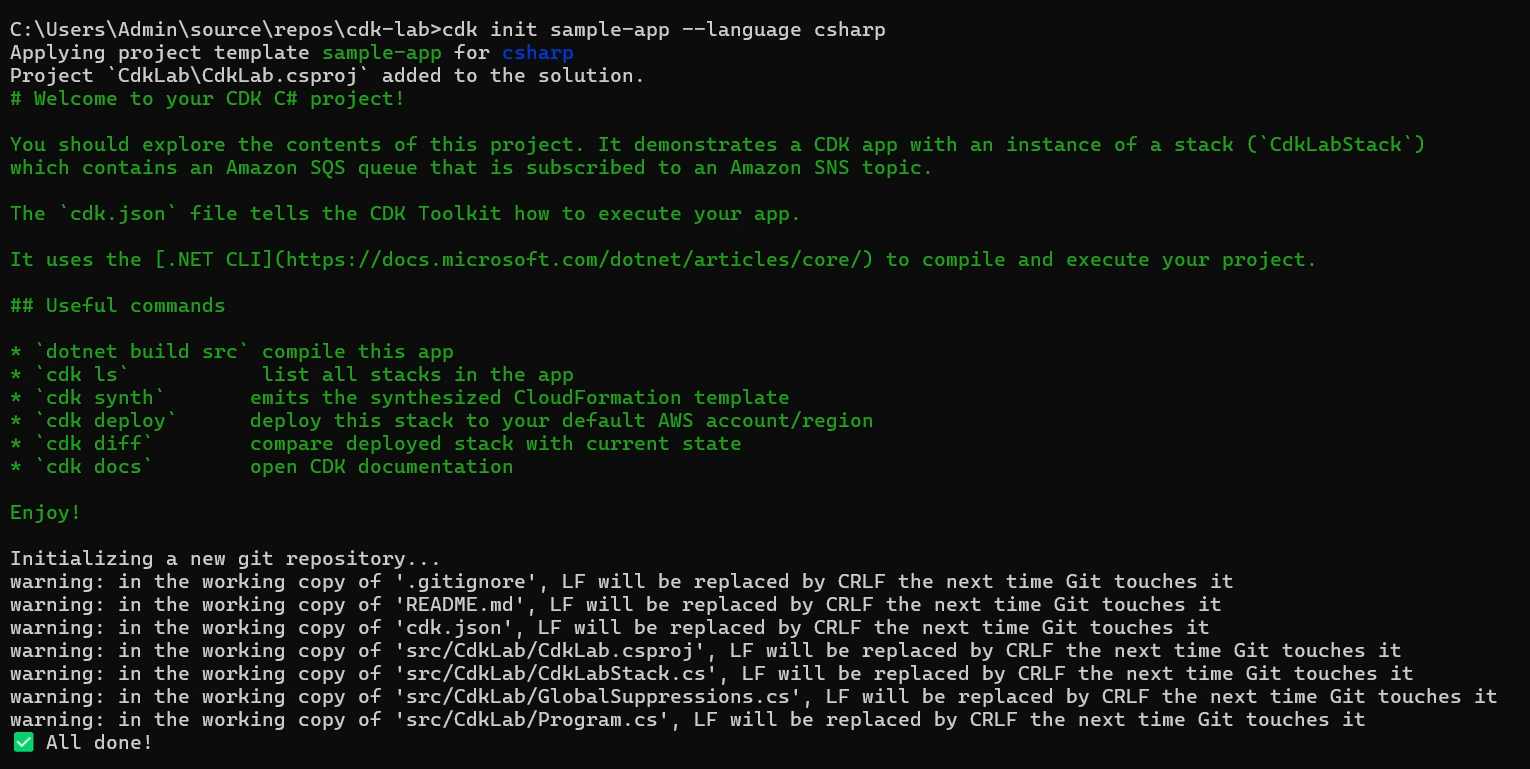 C:\Users\Admin\source\repos\cdk-lab>cdk init sample-app --language csharp
Applying project template sample-app for csharp
Project `CdkLab\CdkLab.csproj` added to the solution.
# Welcome to your CDK C# project!

You should explore the contents of this project. It demonstrates a CDK app with an instance of a stack (`CdkLabStack`)
which contains an Amazon SQS queue that is subscribed to an Amazon SNS topic.

The `cdk.json` file tells the CDK Toolkit how to execute your app.

It uses the [.NET CLI](https://docs.microsoft.com/dotnet/articles/core/) to compile and execute your project.

## Useful commands

* `dotnet build src` compile this app
* `cdk ls`           list all stacks in the app
* `cdk synth`       emits the synthesized CloudFormation template
* `cdk deploy`      deploy this stack to your default AWS account/region
* `cdk diff`        compare deployed stack with current state
* `cdk docs`        open CDK documentation

Enjoy!

Initializing a new git repository...
warning: in the working copy of '.gitignore', LF will be replaced by CRLF the next time Git touches it
warning: in the working copy of 'README.md', LF will be replaced by CRLF the next time Git touches it
warning: in the working copy of 'cdk.json', LF will be replaced by CRLF the next time Git touches it
warning: in the working copy of 'src/CdkLab/CdkLab.csproj', LF will be replaced by CRLF the next time Git touches it
warning: in the working copy of 'src/CdkLab/CdkLabStack.cs', LF will be replaced by CRLF the next time Git touches it
warning: in the working copy of 'src/CdkLab/GlobalSuppressions.cs', LF will be replaced by CRLF the next time Git touches it
warning: in the working copy of 'src/CdkLab/Program.cs', LF will be replaced by CRLF the next time Git touches it
✅ All done!